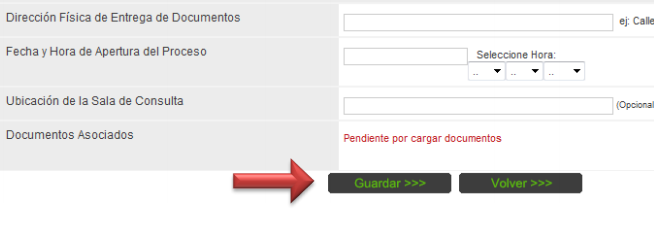 Dirección Física de Entrega de Documentos
ej: Calle
Fecha y Hora de Apertura del Proceso
Seleccione Hora:
.. .. ..
Ubicación de la Sala de Consulta
(Opcional
Documentos Asociados
Pendiente por cargar documentos
Guardar >>> Volver >>>